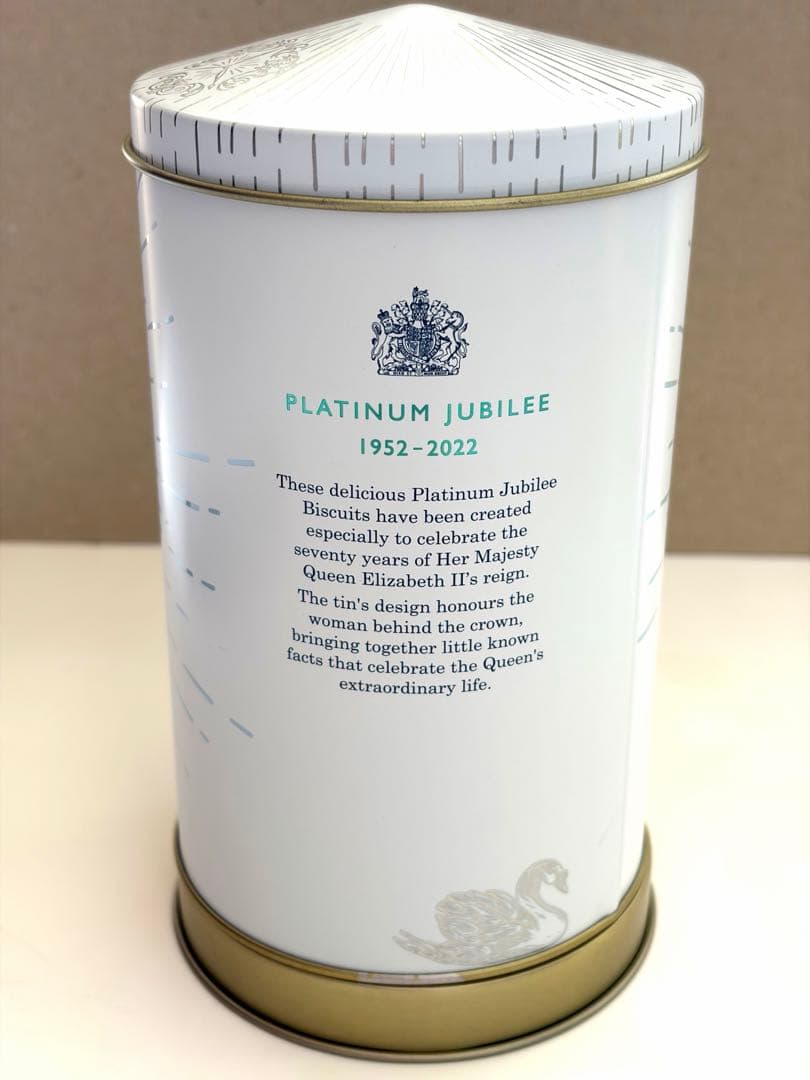 PLATINUM JUBILEE
1952–2022
These delicious Platinum Jubilee
Biscuits have been created
especially to celebrate the
seventy years of Her Majesty
Queen Elizabeth II's reign.
The tin's design honours the
woman behind the crown,
bringing together little known
facts that celebrate the Queen's
extraordinary life.